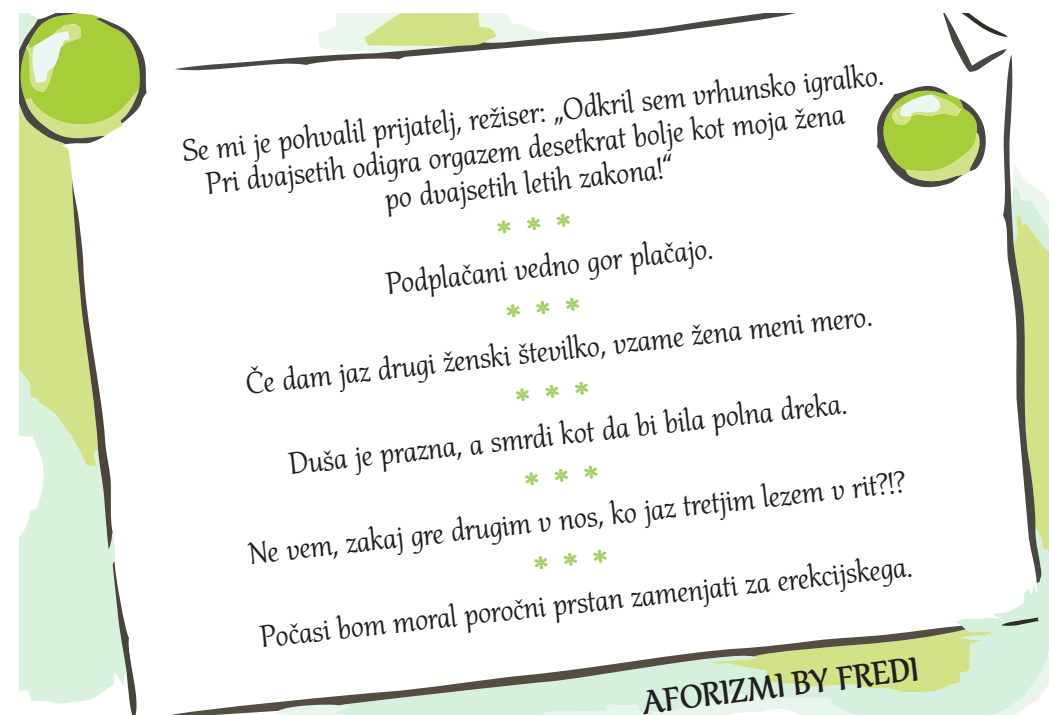 Se mi je pohvalil prijatelj, režiser: „Odkril sem vrhunsko igralko.
Pri dvajsetih odigra orgazem desetkrat bolje kot moja žena
po dvajsetih letih zakona!“
* * *
Podplačani vedno gor plačajo.
* * *
Če dam jaz drugi ženski številko, vzame žena meni mero.
* * *
Duša je prazna, a smrdi kot da bi bila polna dreka.
* * *
Ne vem, zakaj gre drugim v nos, ko jaz tretjim lezem v rit?!?
* * *
Počasi bom moral poročni prstan zamenjati za erekcijskega.
AFORIZMI BY FREDI